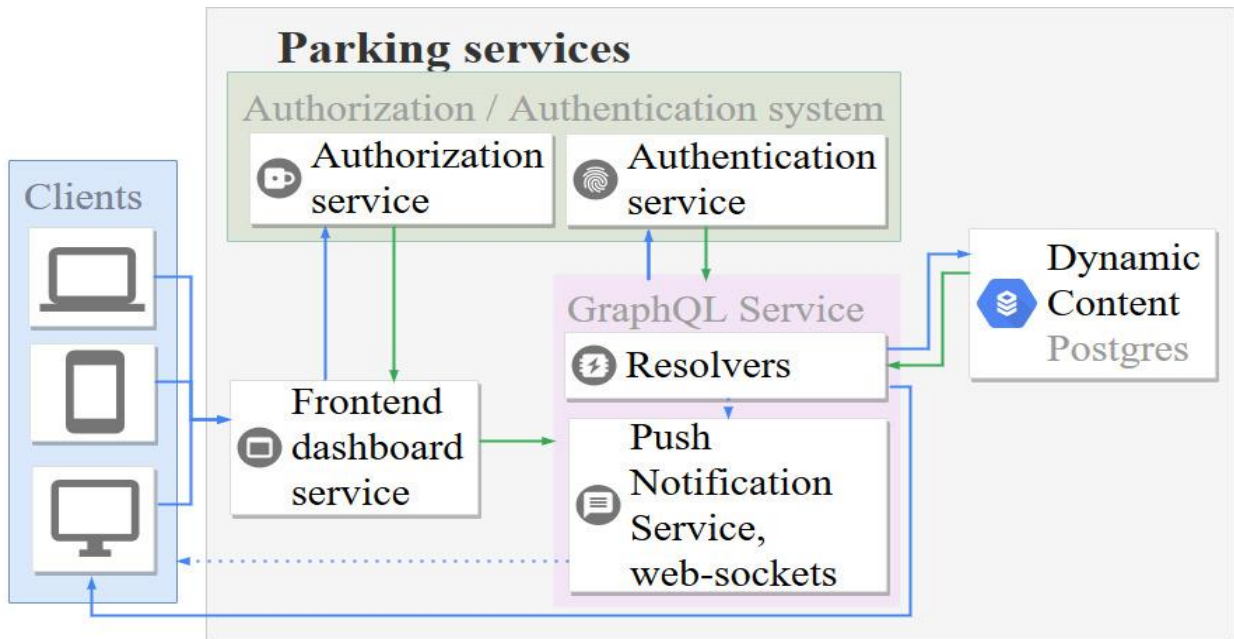 Parking services
Authorization / Authentication system
Authorization
service
Authentication
service
Clients
Dynamic
Content
Postgres
GraphQL Service
Resolvers
Frontend
dashboard
service
Push
Notification
Service,
web-sockets